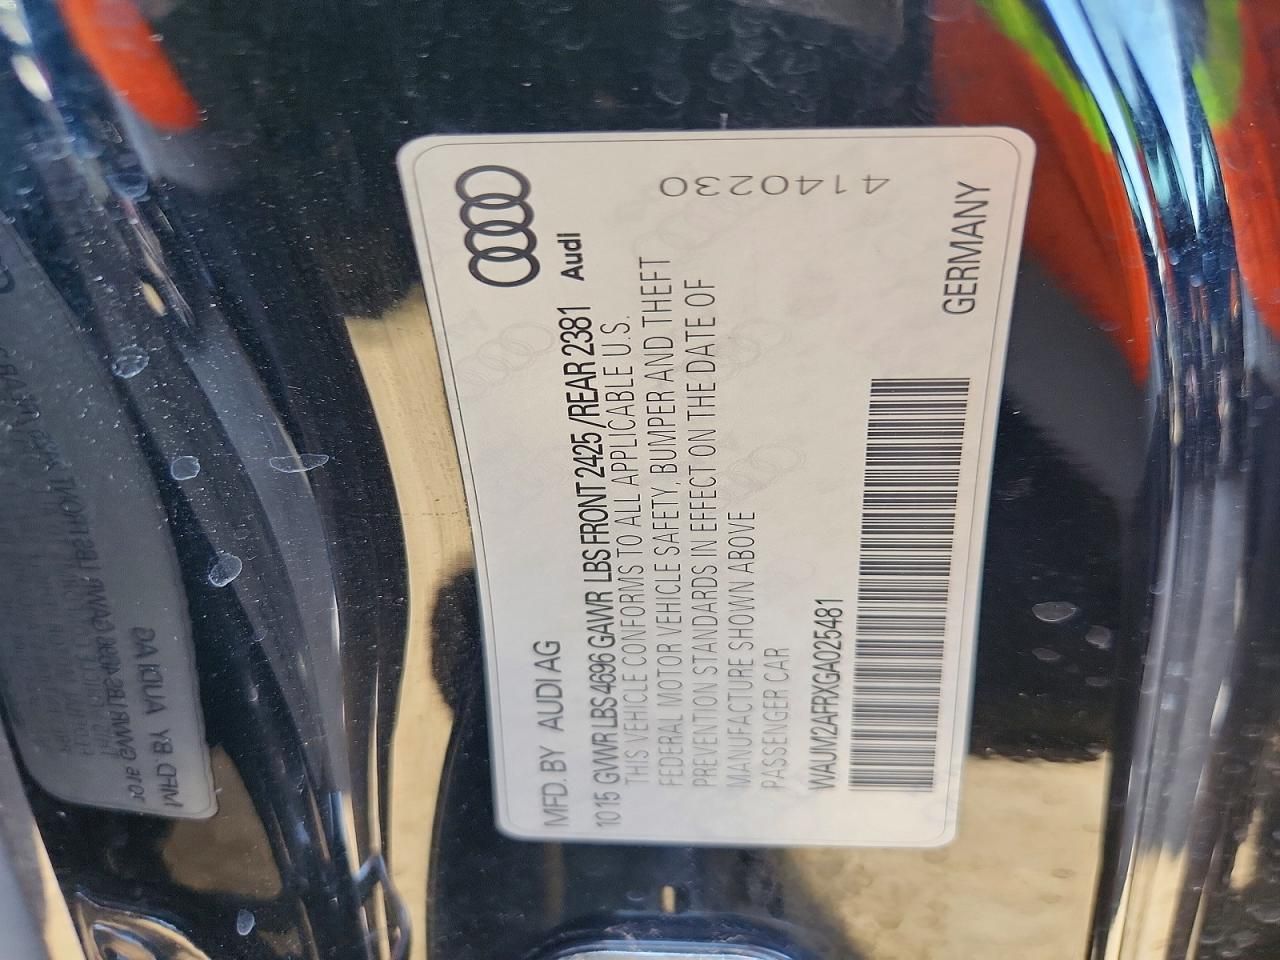 MFD. BY AUDI AG
Audi
10 15 GWWR LBS 4696 GAWR LBS FRONT 2425 /REAR 2381
THIS VEHICLE CONFORMS TO ALL APPLICABLE U.S.
FEDERAL MOTOR VEHICLE SAFETY, BUMPER AND THEFT
PREVENTION STANDARDS IN EFFECT ON THE DATE OF
MANUFACTURE SHOWN ABOVE
PASSENGER CAR
4140230
WAUM2AFRXGA025481
GERMANY